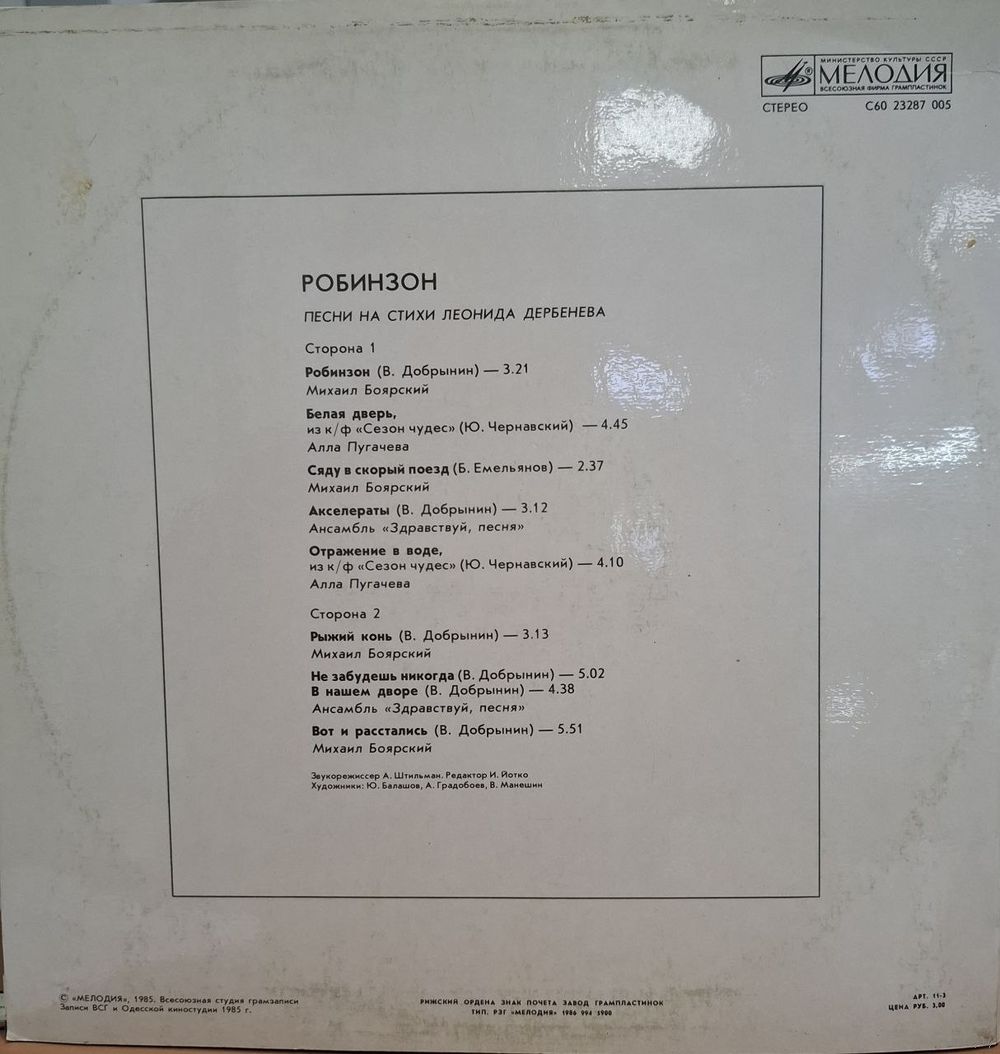 МИНИСТЕРСТВО КУЛЬТУРЫ СССР
МЕЛОДИЯ
ВСЕСОЮЗНАЯ ФИРМА ГРАМПЛАСТИНОК
СТЕРЕО С60 23287 005
РОБИНЗОН
ПЕСНИ НА СТИХИ ЛЕОНИДА ДЕРБЕНЕВА
Сторона 1
Робинзон (В. Добрынин) — 3.21
Михаил Боярский
Белая дверь,
из к/ф «Сезон чудес» (Ю. Чернавский) — 4.45
Алла Пугачева
Сяду в скорый поезд (Б. Емельянов) — 2.37
Михаил Боярский
Акселераты (В. Добрынин) — 3.12
Ансамбль «Здравствуй, песня»
Отражение в воде,
из к/ф «Сезон чудес» (Ю. Чернавский) — 4.10
Алла Пугачева
Сторона 2
Рыжий конь (В. Добрынин) — 3.13
Михаил Боярский
Не забудешь никогда (В. Добрынин) — 5.02
В нашем дворе (В. Добрынин) — 4.38
Ансамбль «Здравствуй, песня»
Вот и расстались (В. Добрынин) — 5.51
Михаил Боярский
Звукорежиссер А. Штильман. Редактор И. Йотко
Художники: Ю. Балашов, А. Градобоев, В. Манешин
© «МЕЛОДИЯ», 1985. Всесоюзная студия грамзаписи
Записи ВСГ и Одесской киностудии 1985 г.
РИЖСКИЙ ОРДЕНА ЗНАК ПОЧЕТА ЗАВОД ГРАМПЛАСТИНОК
ТИП. РЗГ «МЕЛОДИЯ» 1986 994 5900
АРТ. 11-3
ЦЕНА РУБ. 3,00